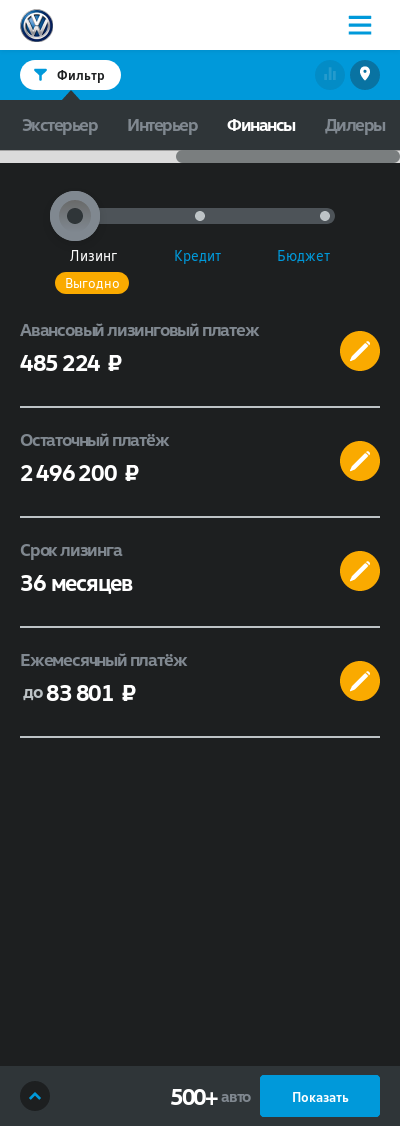 Фильтр
Экстерьер Интерьер Финансы Дилеры
Лизинг Кредит Бюджет
Выгодно
Авансовый лизинговый платеж
485 224 ₽
Остаточный платёж
2 496 200 ₽
Срок лизинга
36 месяцев
Ежемесячный платёж
до 83 801 ₽
500+ авто Показать